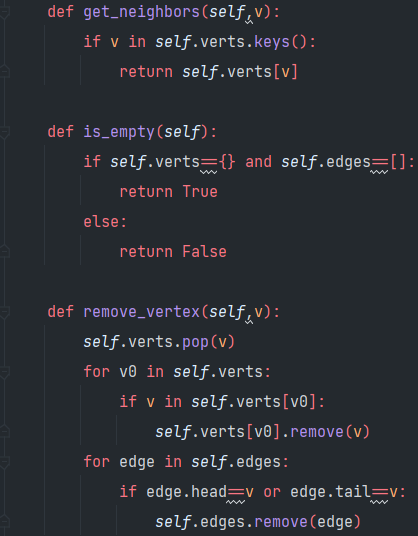 def get_neighbors(self,v):
    if v in self.verts.keys():
        return self.verts[v]

def is_empty(self):
    if self.verts=={} and self.edges==[]:
        return True
    else:
        return False

def remove_vertex(self,v):
    self.verts.pop(v)
    for v0 in self.verts:
        if v in self.verts[v0]:
            self.verts[v0].remove(v)
    for edge in self.edges:
        if edge.head==v or edge.tail==v:
            self.edges.remove(edge)